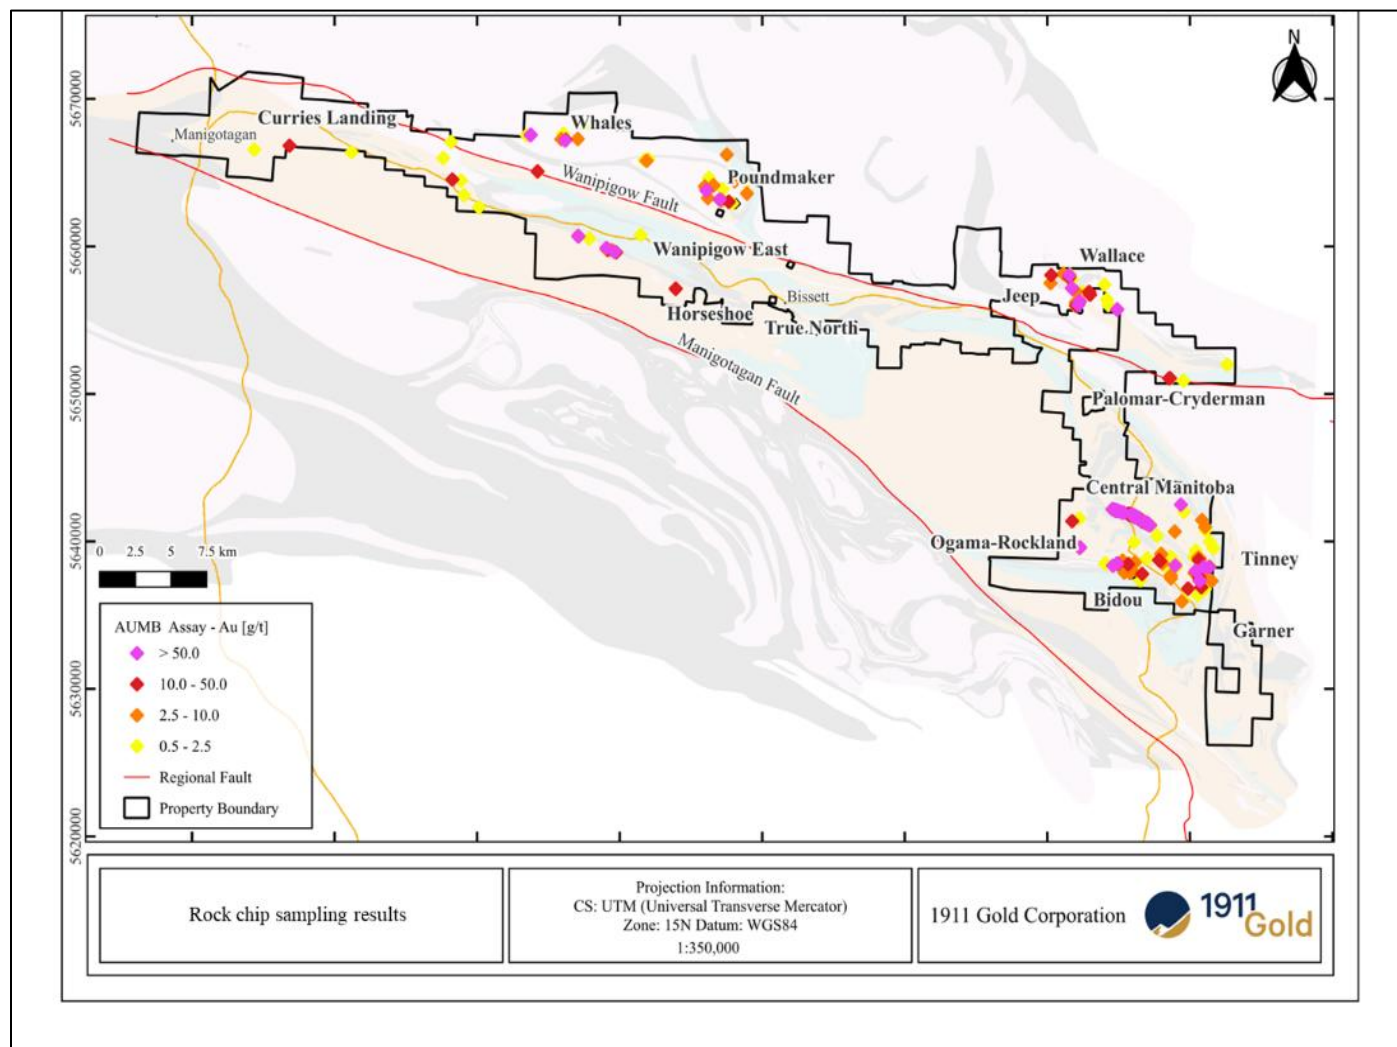 N
5670000
5660000
5650000
5640000
5630000
5620000
Curries Landing
Manigotagan
Whales
Wanipigow Fault
Poundmaker
Wanipigow East
Bissett
Horseshoe
True North
Manigotagan Fault
Wallace
Jeep
Palomar-Cryderman
Central Manitoba
Ogama-Rockland
Tinney
Bidou
Garner
0 2.5 5 7.5 km
AUMB Assay - Au [g/t]
> 50.0
10.0 - 50.0
2.5 - 10.0
0.5 - 2.5
Regional Fault
Property Boundary
Rock chip sampling results
Projection Information:
CS: UTM (Universal Transverse Mercator)
Zone: 15N Datum: WGS84
1:350,000
1911 Gold Corporation
1911
Gold